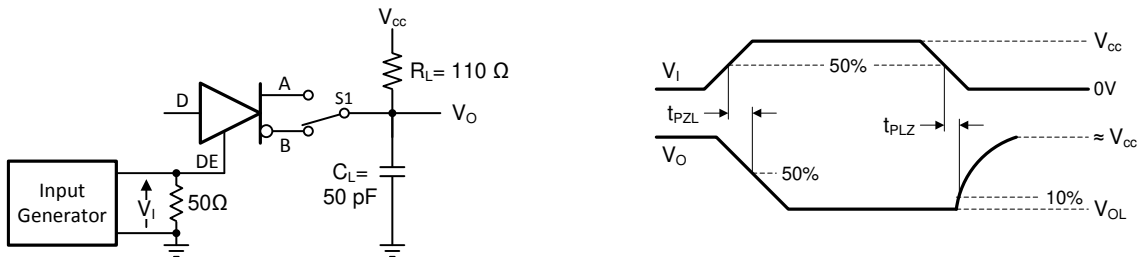 Vcc
RL= 110 Ω
A
S1
D
VO
B
DE
CL=
50 pF
Input
Generator
VI
50Ω
Vcc
VI
50%
0V
tPZL
tPLZ
≈ Vcc
VO
50%
10%
VOL